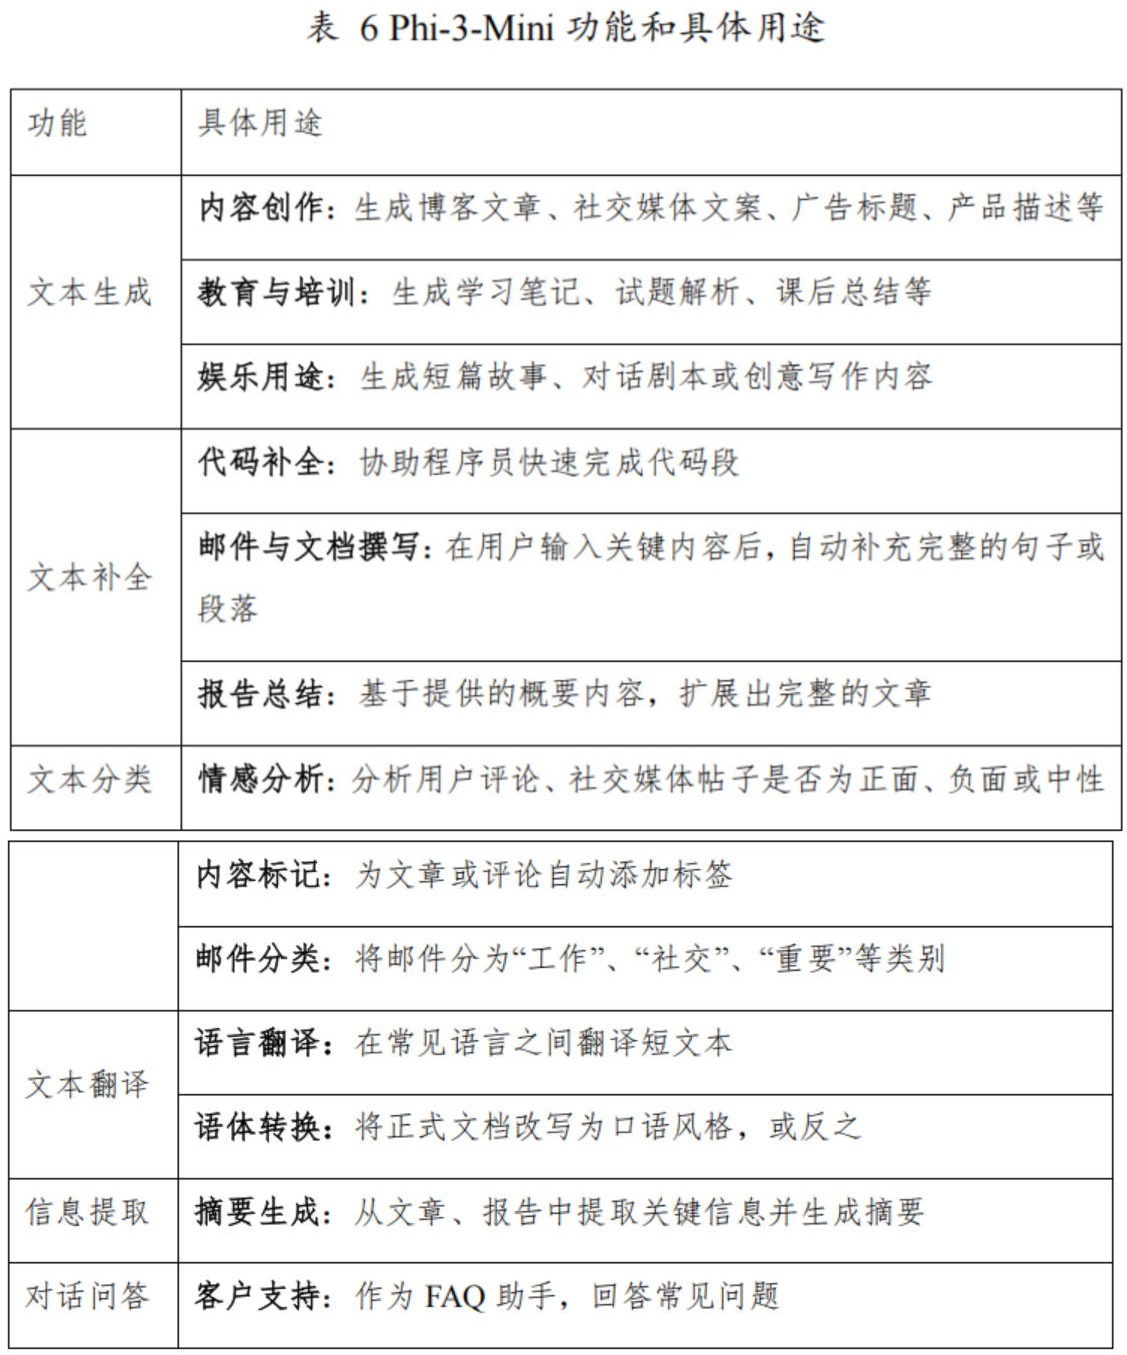 表 6 Phi-3-Mini 功能和具体用途
功能
具体用途
文本生成
内容创作：生成博客文章、社交媒体文案、广告标题、产品描述等
教育与培训：生成学习笔记、试题解析、课后总结等
娱乐用途：生成短篇故事、对话剧本或创意写作内容
文本补全
代码补全：协助程序员快速完成代码段
邮件与文档撰写：在用户输入关键内容后，自动补充完整的句子或
段落
报告总结：基于提供的概要内容，扩展出完整的文章
文本分类
情感分析：分析用户评论、社交媒体帖子是否为正面、负面或中性
内容标记：为文章或评论自动添加标签
邮件分类：将邮件分为“工作”、“社交”、“重要”等类别
文本翻译
语言翻译：在常见语言之间翻译短文本
语体转换：将正式文档改写为口语风格，或反之
信息提取
摘要生成：从文章、报告中提取关键信息并生成摘要
对话问答
客户支持：作为 FAQ 助手，回答常见问题